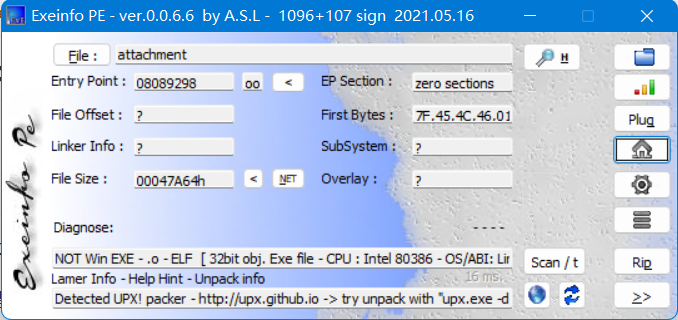 Exeinfo PE - ver.0.0.6.6 by A.S.L - 1096+107 sign 2021.05.16
File : attachment H
Entry Point : 08089298 oo < EP Section : zero sections
File Offset : ? First Bytes : 7F.45.4C.46.01 Plug
Linker Info : ? SubSystem : ?
File Size : 00047A64h < NET Overlay : ?
Diagnose: - - - -
NOT Win EXE - .o - ELF [ 32bit obj. Exe file - CPU : Intel 80386 - OS/ABI: Lin Scan / t Rip
Lamer Info - Help Hint - Unpack info 16 ms.
Detected UPX! packer - http://upx.github.io -> try unpack with "upx.exe -d >>
Exeinfo Pe